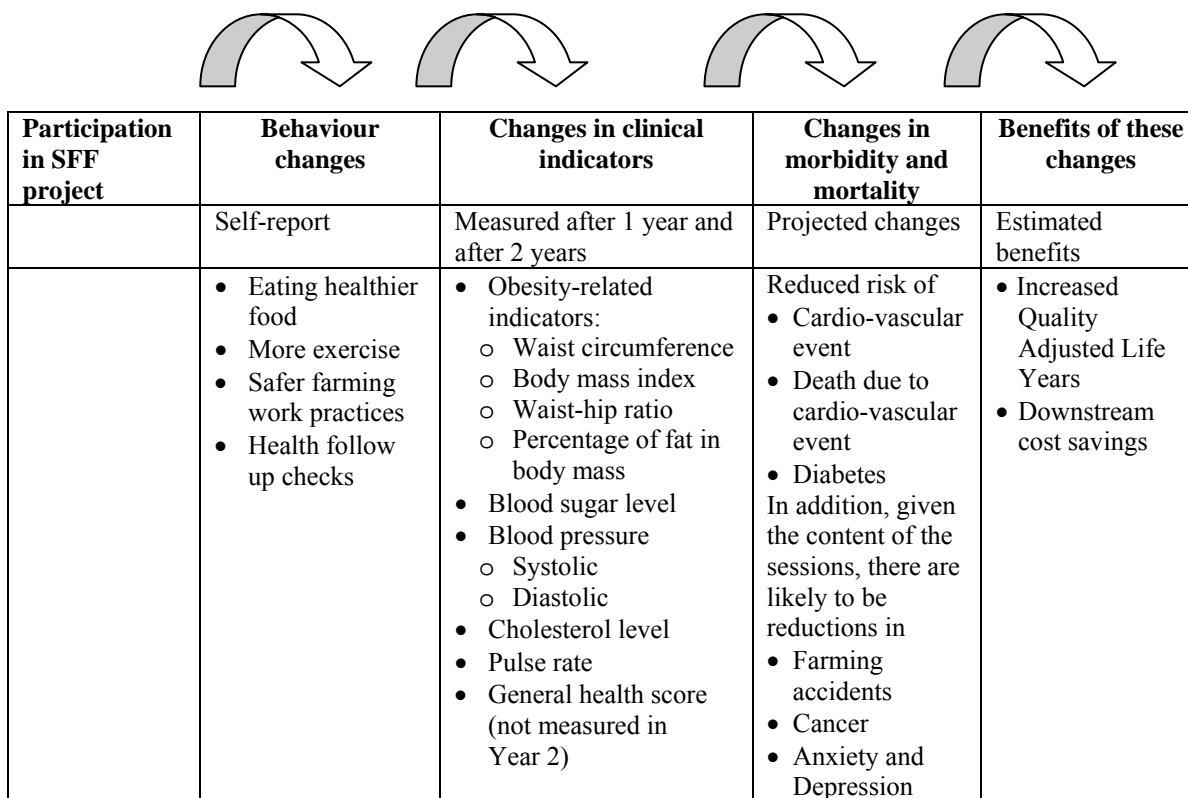 Participation
in SFF
project
Behaviour
changes
Changes in clinical
indicators
Changes in
morbidity and
mortality
Benefits of these
changes
Self-report
Measured after 1 year and
after 2 years
Projected changes
Estimated
benefits
• Eating healthier
food
• More exercise
• Safer farming
work practices
• Health follow
up checks
• Obesity-related
indicators:
o Waist circumference
o Body mass index
o Waist-hip ratio
o Percentage of fat in
body mass
• Blood sugar level
• Blood pressure
o Systolic
o Diastolic
• Cholesterol level
• Pulse rate
• General health score
(not measured in
Year 2)
Reduced risk of
• Cardio-vascular
event
• Death due to
cardio-vascular
event
• Diabetes
In addition, given
the content of the
sessions, there are
likely to be
reductions in
• Farming
accidents
• Cancer
• Anxiety and
Depression
• Increased
Quality
Adjusted Life
Years
• Downstream
cost savings